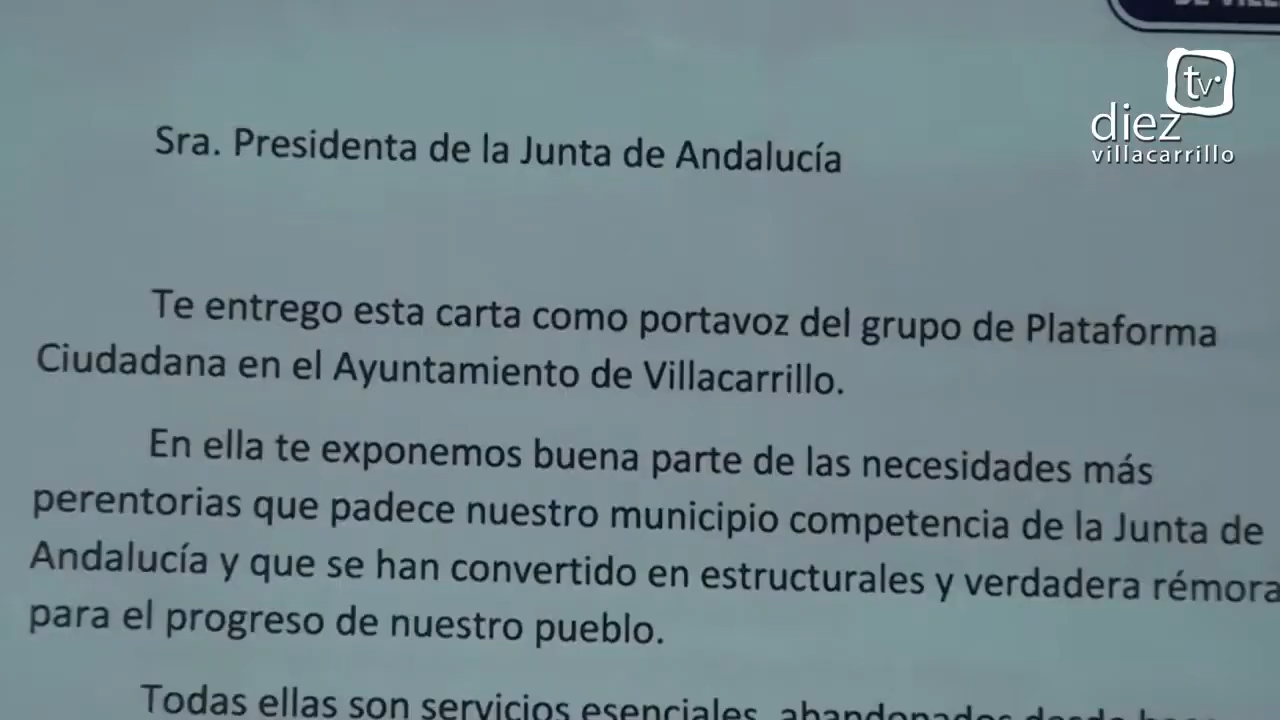 tv
diez
villacarrillo
Sra. Presidenta de la Junta de Andalucía
Te entrego esta carta como portavoz del grupo de Plataforma
Ciudadana en el Ayuntamiento de Villacarrillo.
En ella te exponemos buena parte de las necesidades más
perentorias que padece nuestro municipio competencia de la Junta de
Andalucía y que se han convertido en estructurales y verdadera rémora
para el progreso de nuestro pueblo.
Todas ellas son servicios esenciales, abandonados desde